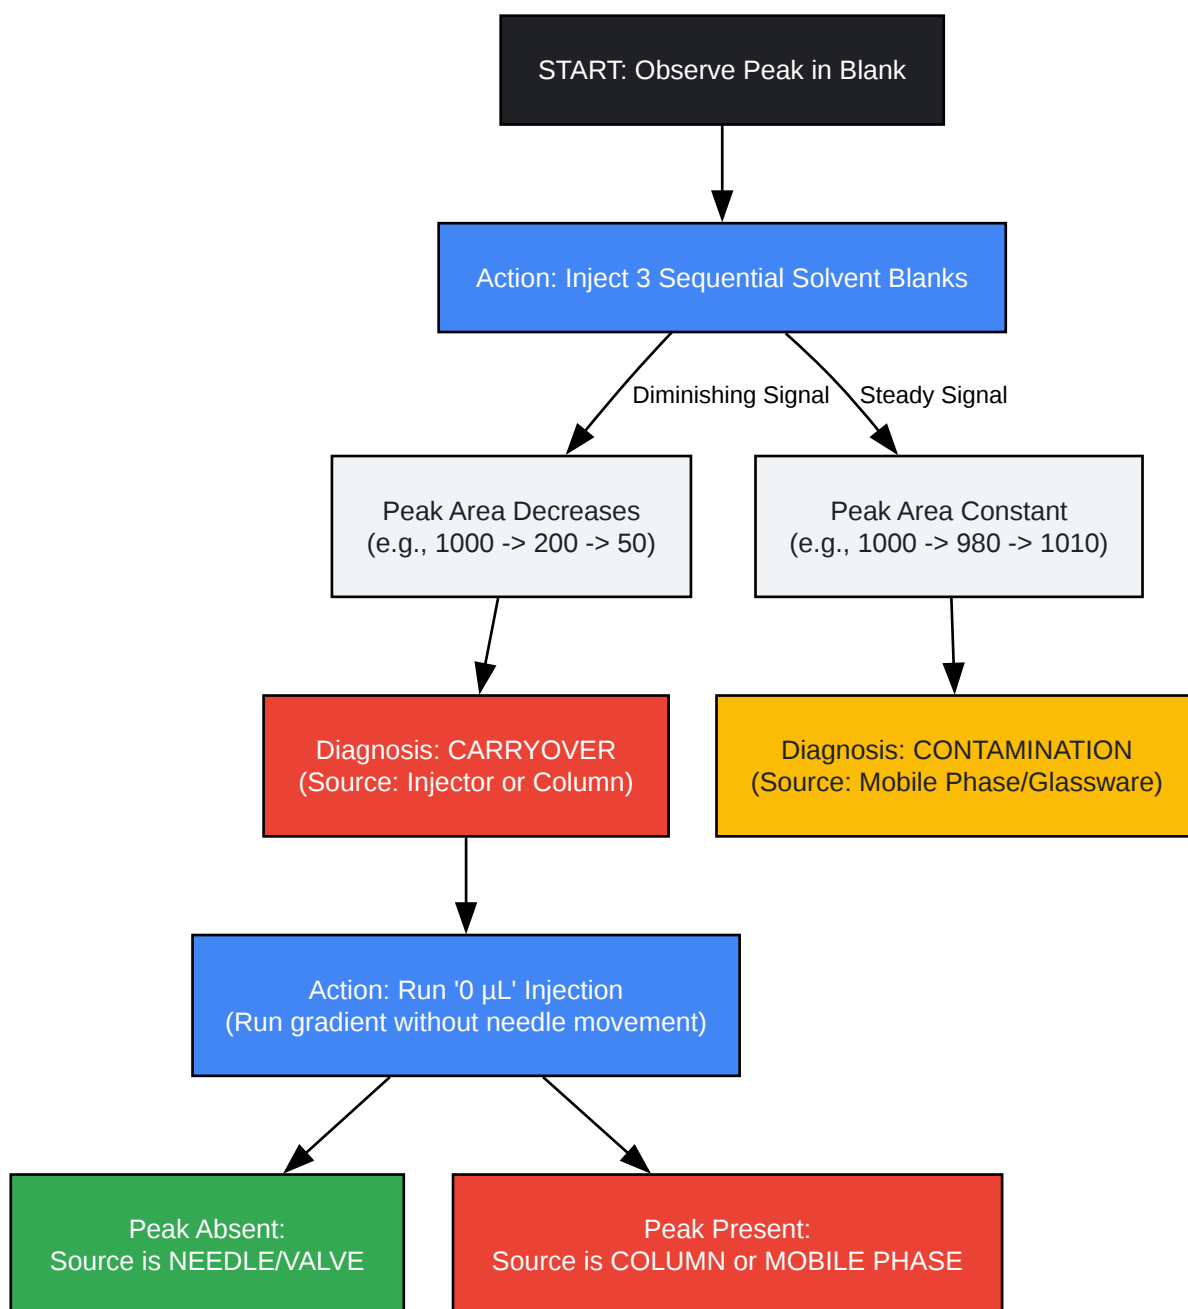 START: Observe Peak in Blank
Action: Inject 3 Sequential Solvent Blanks
Diminishing Signal
Steady Signal
Peak Area Decreases
(e.g., 1000 -> 200 -> 50)
Peak Area Constant
(e.g., 1000 -> 980 -> 1010)
Diagnosis: CARRYOVER
(Source: Injector or Column)
Diagnosis: CONTAMINATION
(Source: Mobile Phase/Glassware)
Action: Run '0 µL' Injection
(Run gradient without needle movement)
Peak Absent:
Source is NEEDLE/VALVE
Peak Present:
Source is COLUMN or MOBILE PHASE